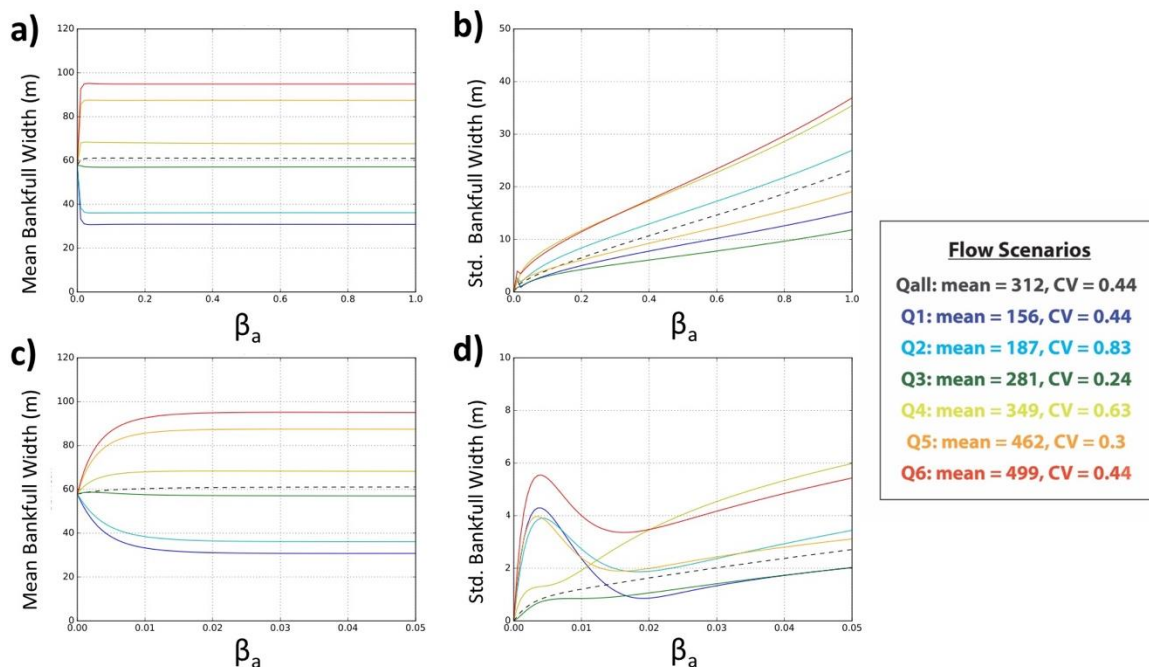 a)
120
100
80
60
40
20
0
0.0 0.2 0.4 0.6 0.8 1.0
Mean Bankfull Width (m)
βa
b)
50
40
30
20
10
0
0.0 0.2 0.4 0.6 0.8 1.0
Std. Bankfull Width (m)
βa
c)
120
100
80
60
40
20
0
0.00 0.01 0.02 0.03 0.04 0.05
Mean Bankfull Width (m)
βa
d)
10
8
6
4
2
0
0.00 0.01 0.02 0.03 0.04 0.05
Std. Bankfull Width (m)
βa
Flow Scenarios
Qall: mean = 312, CV = 0.44
Q1: mean = 156, CV = 0.44
Q2: mean = 187, CV = 0.83
Q3: mean = 281, CV = 0.24
Q4: mean = 349, CV = 0.63
Q5: mean = 462, CV = 0.3
Q6: mean = 499, CV = 0.44